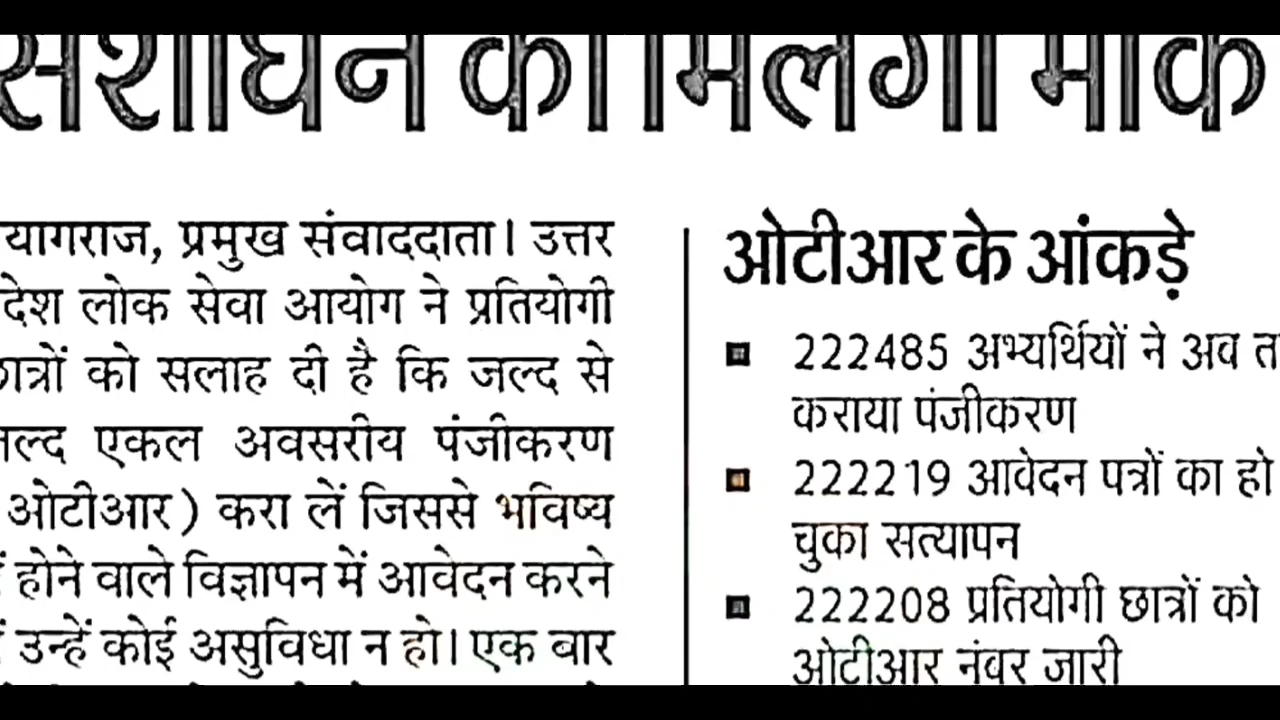 संशोधन का मिलेगा मौक
यागराज, प्रमुख संवाददाता। उत्तर
देश लोक सेवा आयोग ने प्रतियोगी
छात्रों को सलाह दी है कि जल्द से
जल्द एकल अवसरीय पंजीकरण
ओटीआर) करा लें जिससे भविष्य
होने वाले विज्ञापन में आवेदन करने
में उन्हें कोई असुविधा न हो। एक बार
ओटीआर के आंकड़े
222485 अभ्यर्थियों ने अब त
कराया पंजीकरण
222219 आवेदन पत्रों का हो
चुका सत्यापन
222208 प्रतियोगी छात्रों को
ओटीआर नंबर जारी